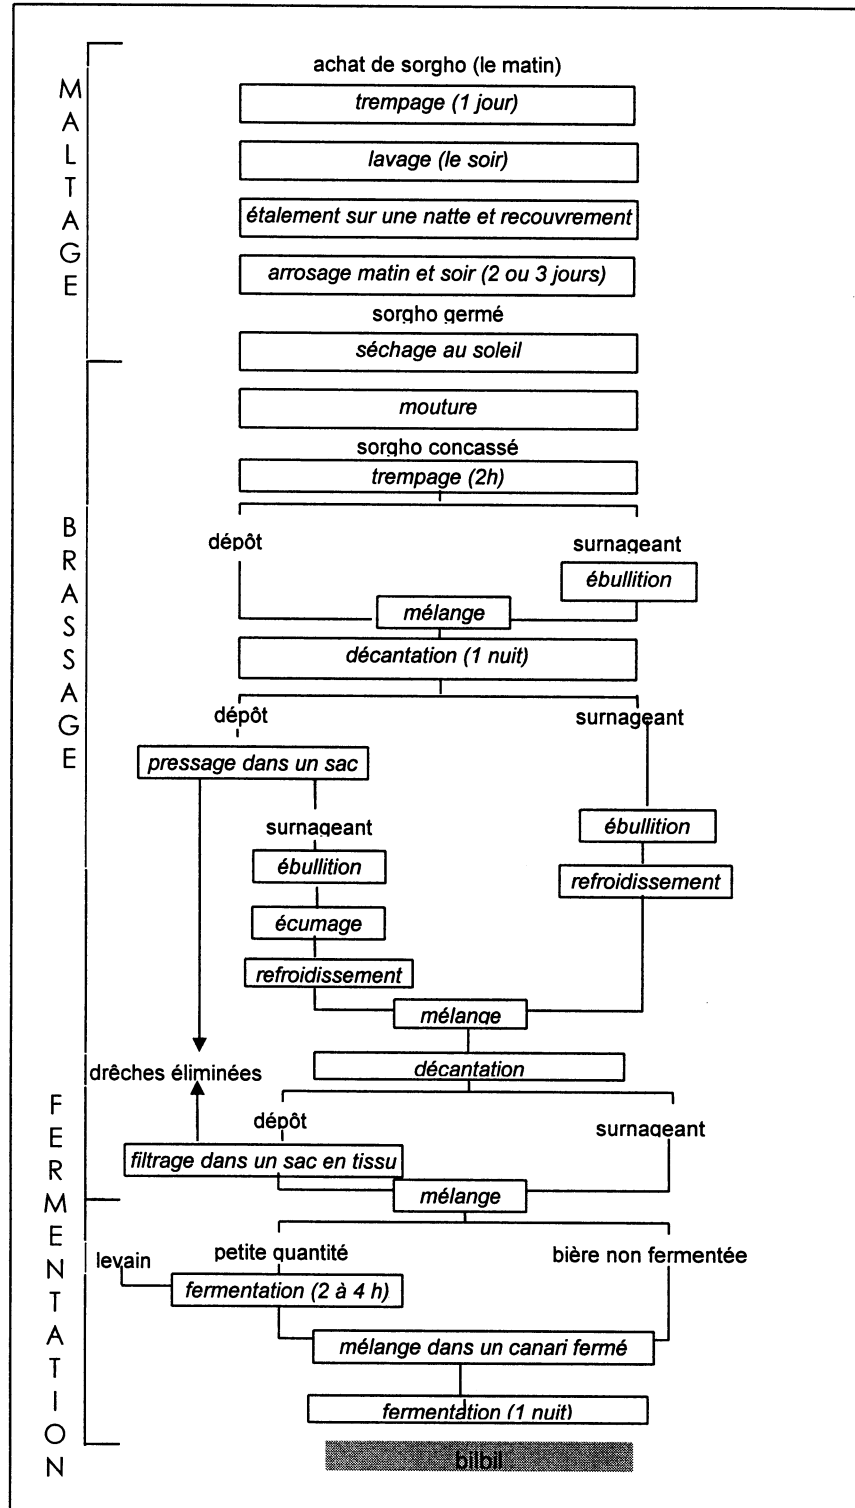 MALTAGE
achat de sorgho (le matin)
trempage (1 jour)
lavage (le soir)
étalement sur une natte et recouvrement
arrosage matin et soir (2 ou 3 jours)
sorgho germé
séchage au soleil
BRASSAGE
mouture
sorgho concassé
trempage (2h)
dépôt surnageant
ébullition
mélange
décantation (1 nuit)
dépôt surnageant
pressage dans un sac
surnageant
ébullition
ébullition
refroidissement
écumage
refroidissement
mélange
drêches éliminées
décantation
FERMENTATION
dépôt surnageant
filtrage dans un sac en tissu
mélange
levain petite quantité bière non fermentée
fermentation (2 à 4 h)
mélange dans un canari fermé
fermentation (1 nuit)
bilbil